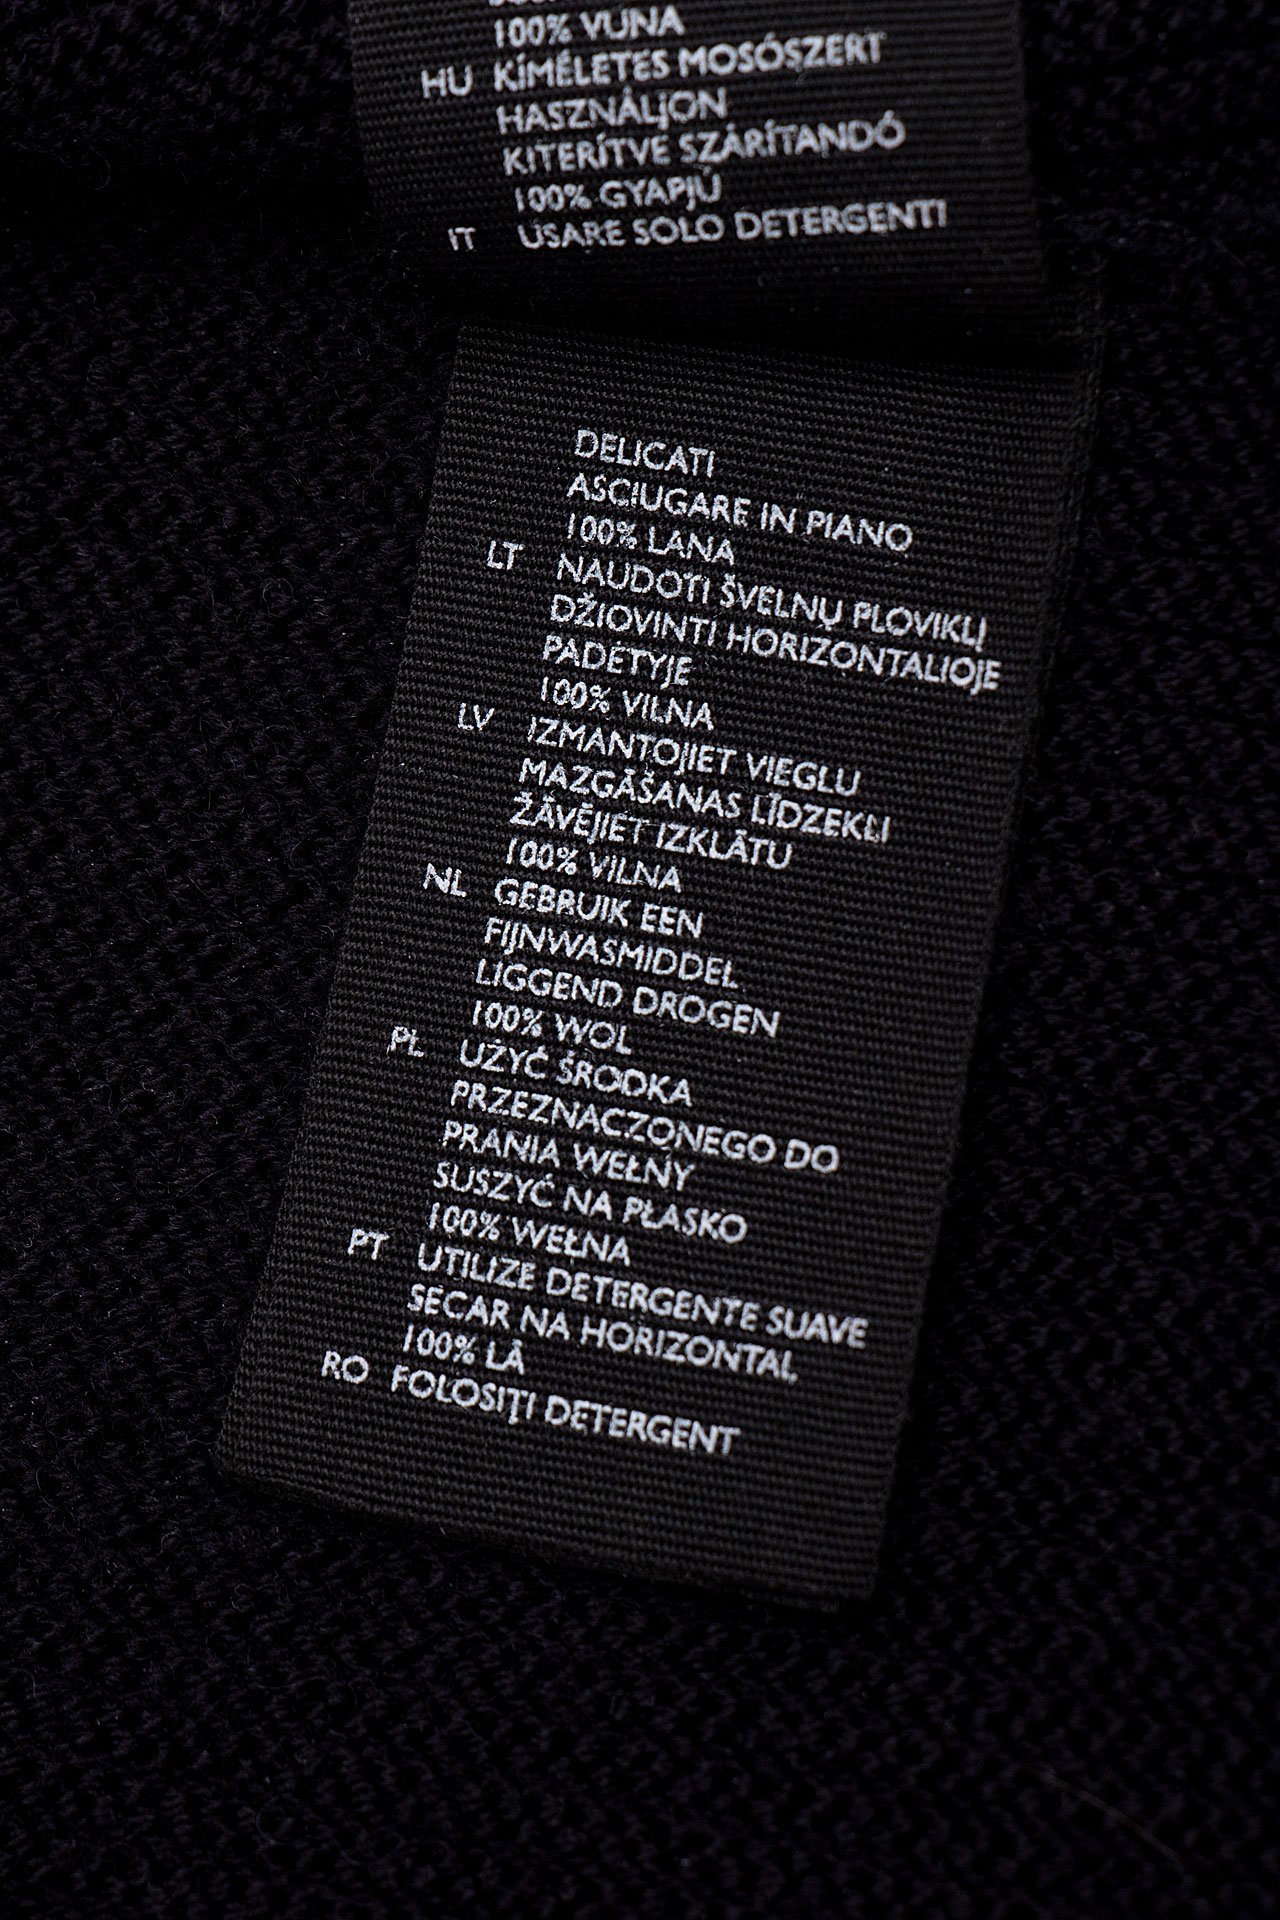 100% VUNA
HU KÍMÉLETES MOSÓSZERT
HASZNÁLJON
KITERÍTVE SZÁRÍTANDÓ
100% GYAPJÚ
IT USARE SOLO DETERGENTI
DELICATI
ASCIUGARE IN PIANO
100% LANA
LT NAUDOTI ŠVELNŲ PLOVIKLĮ
DŽIOVINTI HORIZONTALIOJE
PADETYJE
100% VILNA
LV IZMANTOJIET VIEGLU
MAZGĀŠANAS LĪDZEKLI
ŽĀVĒJIET IZKLĀTU
100% VILNA
NL GEBRUIK EEN
FIJNWASMIDDEL
LIGGEND DROGEN
100% WOL
PL UŻYĆ ŚRODKA
PRZEZNACZONEGO DO
PRANIA WEŁNY
SUSZYĆ NA PŁASKO
100% WEŁNA
PT UTILIZE DETERGENTE SUAVE
SECAR NA HORIZONTAL
100% LÃ
RO FOLOSIŢI DETERGENT